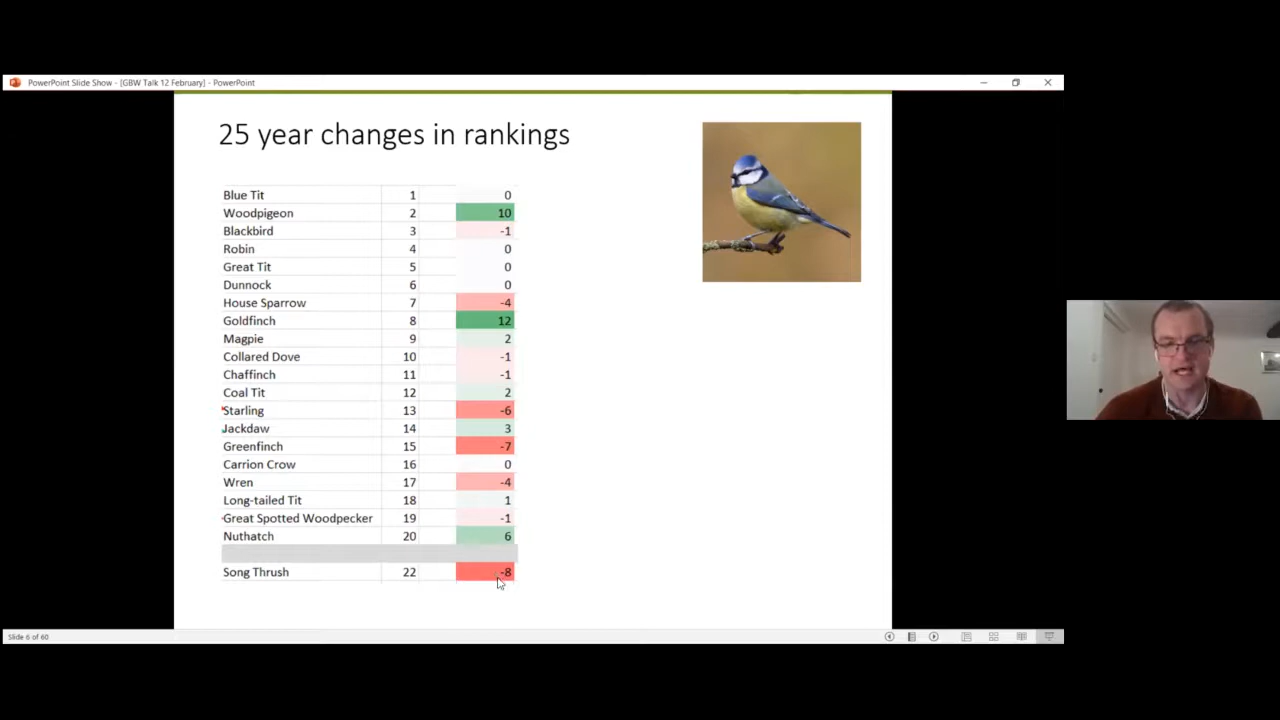 PowerPoint Slide Show - [GBW Talk 12 February] - PowerPoint
25 year changes in rankings
Blue Tit 1 0
Woodpigeon 2 10
Blackbird 3 -1
Robin 4 0
Great Tit 5 0
Dunnock 6 0
House Sparrow 7 -4
Goldfinch 8 12
Magpie 9 2
Collared Dove 10 -1
Chaffinch 11 -1
Coal Tit 12 2
Starling 13 -6
Jackdaw 14 3
Greenfinch 15 -7
Carrion Crow 16 0
Wren 17 -4
Long-tailed Tit 18 1
Great Spotted Woodpecker 19 -1
Nuthatch 20 6
Song Thrush 22 -8
Slide 6 of 60